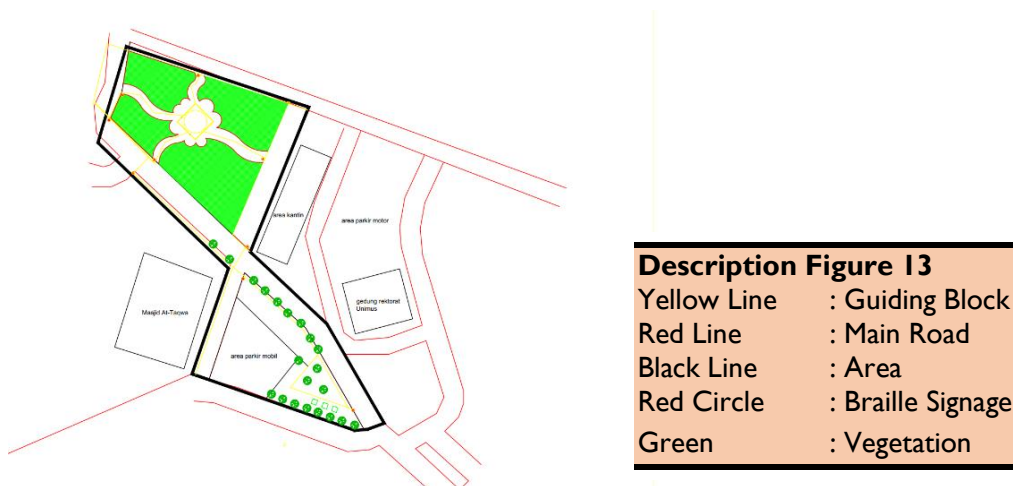 area kantin
area parkir motor
gedung rektorat
Unimus
Masjid At-Taqwa
area parkir mobil
Description Figure 13
Yellow Line : Guiding Block
Red Line : Main Road
Black Line : Area
Red Circle : Braille Signage
Green : Vegetation